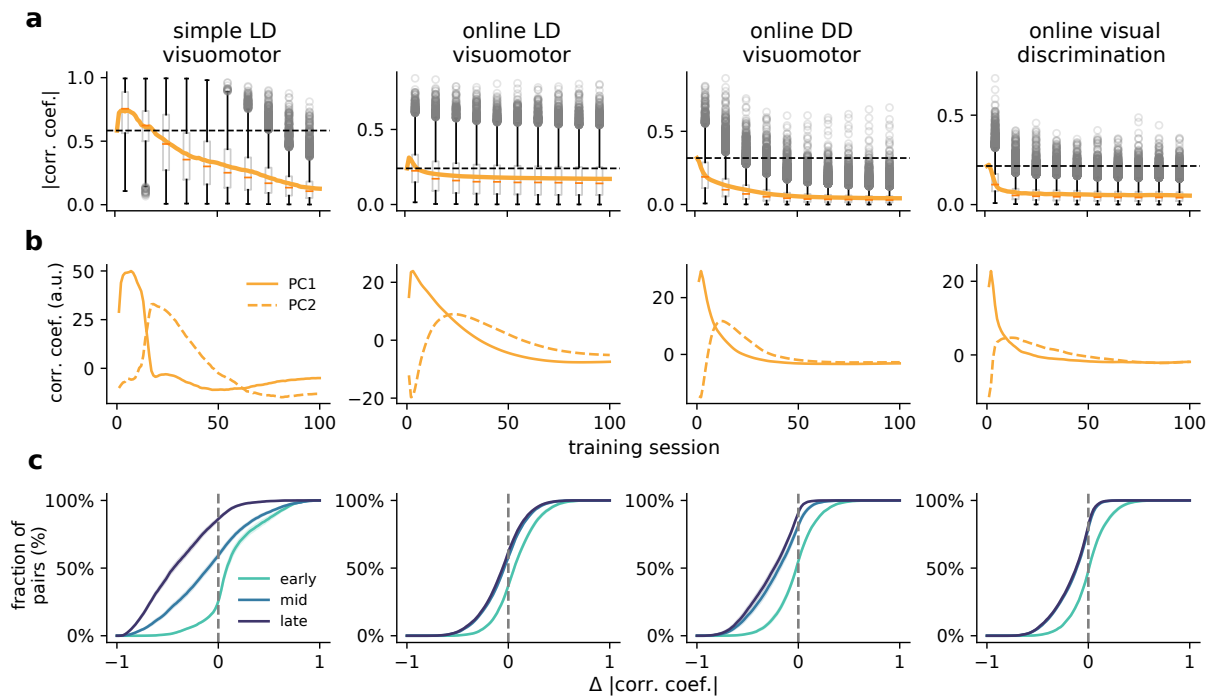 a
simple LD
visuomotor
online LD
visuomotor
online DD
visuomotor
online visual
discrimination
|corr. coef.|
1.0
0.5
0.0
0.5
0.0
0.5
0.0
0.5
0.0
b
corr. coef. (a.u.)
50
25
0
PC1
PC2
20
0
−20
20
0
20
0
0
50
100
0
50
100
0
50
100
0
50
100
training session
c
fraction of
pairs (%)
100%
50%
0%
early
mid
late
100%
50%
0%
100%
50%
0%
100%
50%
0%
−1
0
1
−1
0
1
−1
0
1
−1
0
1
Δ |corr. coef.|